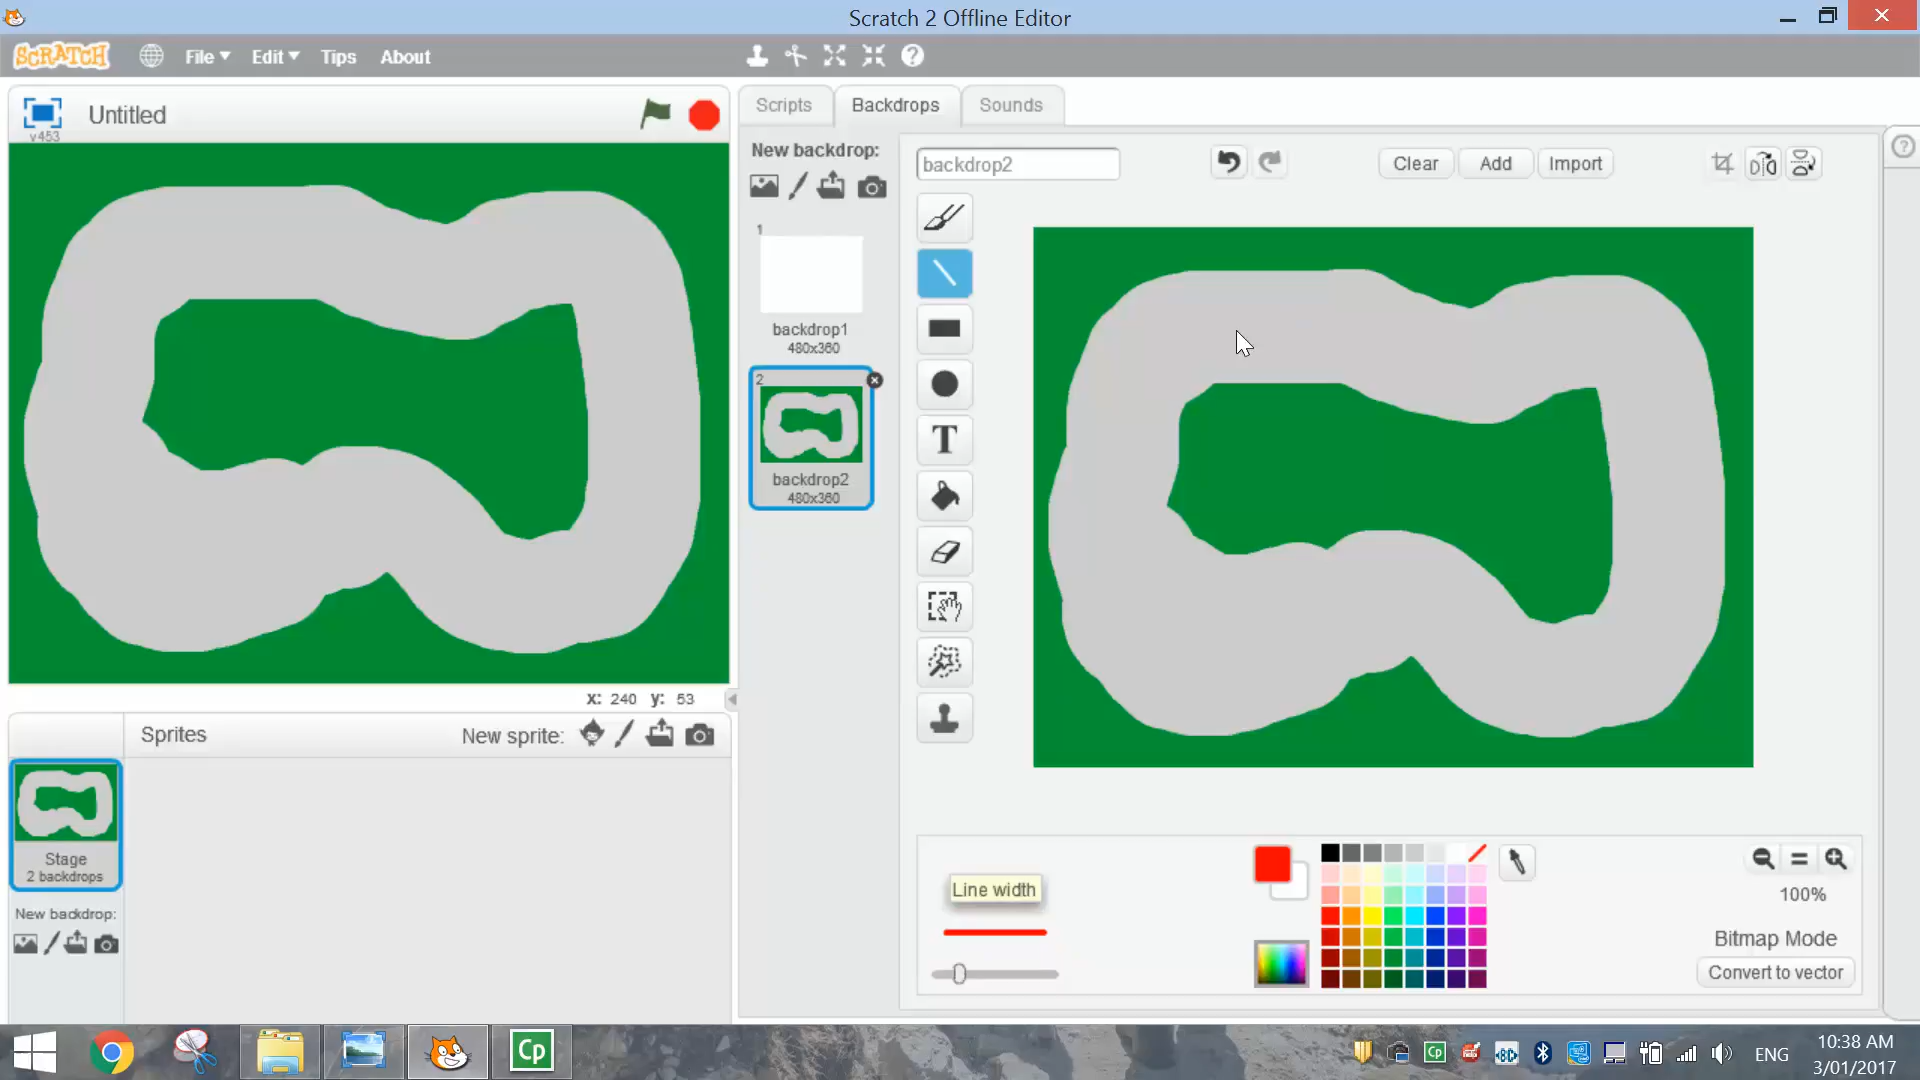 Scratch 2 Offline Editor
SCRATCH
File Edit Tips About
v453
Untitled
Scripts Backdrops Sounds
New backdrop:
backdrop2
Clear Add Import
1
backdrop1
480x360
2
backdrop2
480x360
T
x: 240 y: 53
Sprites New sprite:
Stage
2 backdrops
New backdrop:
Line width
100%
Bitmap Mode
Convert to vector
Cp
Cp
ENG
10:38 AM
3/01/2017